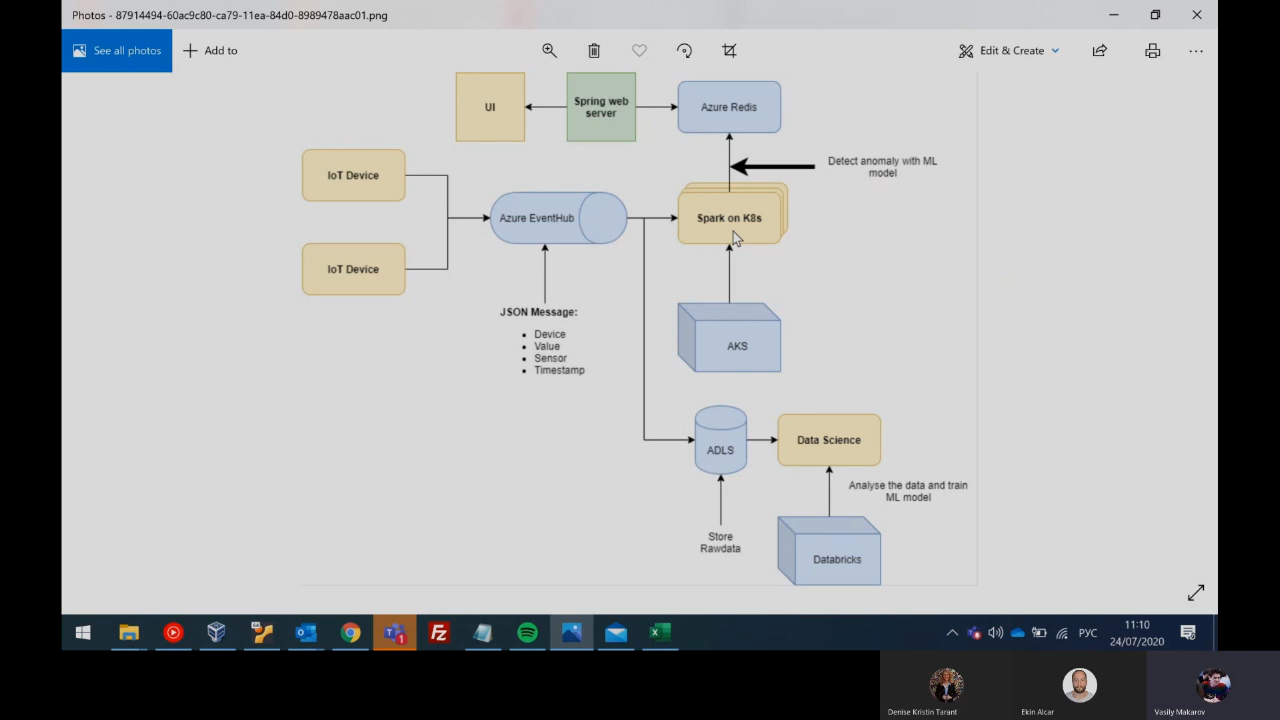 Photos - 87914494-60ac9c80-ca79-11ea-84d0-8989478aac01.png
See all photos
Add to
Edit & Create
UI
Spring web
server
Azure Redis
Detect anomaly with ML
model
IoT Device
Azure EventHub
Spark on K8s
IoT Device
JSON Message:
• Device
• Value
• Sensor
• Timestamp
AKS
ADLS
Data Science
Analyse the data and train
ML model
Store
Rawdata
Databricks
1
РУС
11:10
24/07/2020
Denise Kristin Tarant
Ekin Alcar
Vasily Makarov